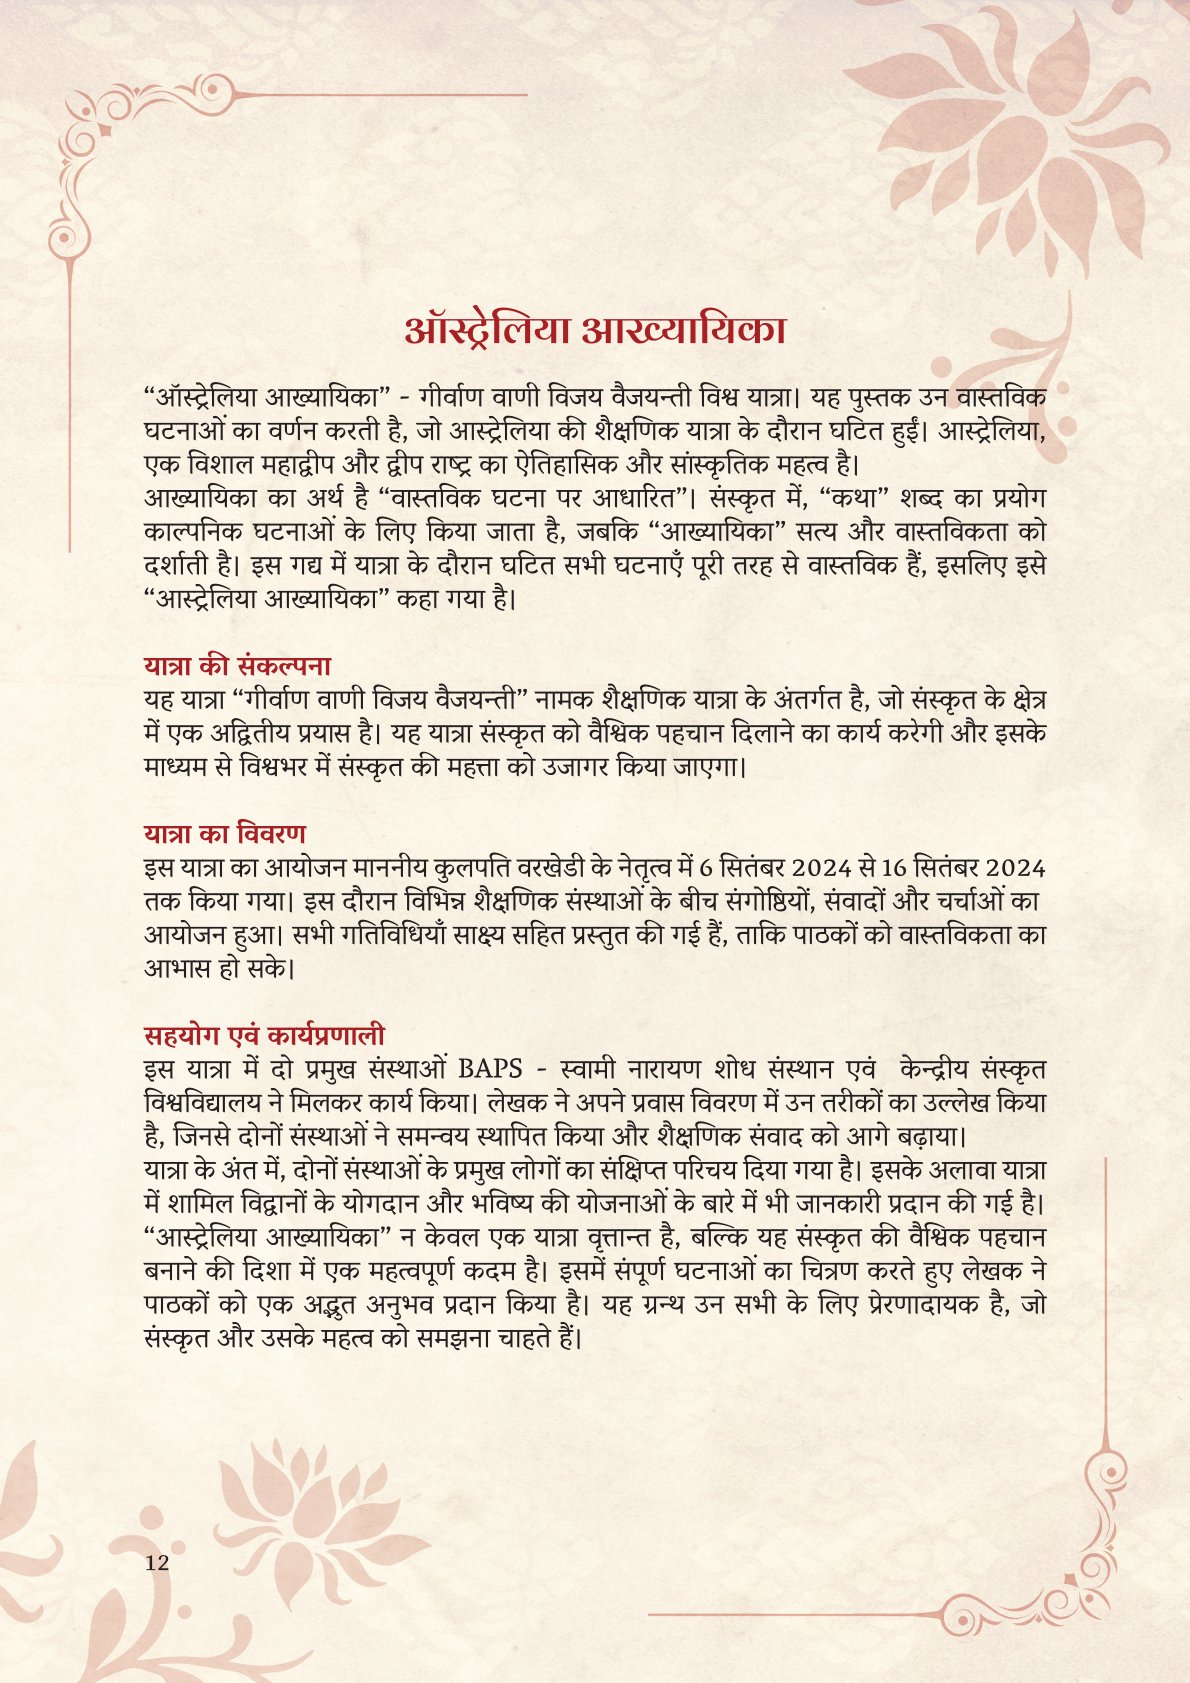 ऑस्ट्रेलिया आख्यायिका
“ऑस्ट्रेलिया आख्यायिका” - गीर्वाण वाणी विजय वैजयन्ती विश्व यात्रा। यह पुस्तक उन वास्तविक
घटनाओं का वर्णन करती है, जो आस्ट्रेलिया की शैक्षणिक यात्रा के दौरान घटित हुईं। आस्ट्रेलिया,
एक विशाल महाद्वीप और द्वीप राष्ट्र का ऐतिहासिक और सांस्कृतिक महत्व है।
आख्यायिका का अर्थ है “वास्तविक घटना पर आधारित”। संस्कृत में, “कथा” शब्द का प्रयोग
काल्पनिक घटनाओं के लिए किया जाता है, जबकि “आख्यायिका” सत्य और वास्तविकता को
दर्शाती है। इस गद्य में यात्रा के दौरान घटित सभी घटनाएँ पूरी तरह से वास्तविक हैं, इसलिए इसे
“आस्ट्रेलिया आख्यायिका” कहा गया है।
यात्रा की संकल्पना
यह यात्रा “गीर्वाण वाणी विजय वैजयन्ती” नामक शैक्षणिक यात्रा के अंतर्गत है, जो संस्कृत के क्षेत्र
में एक अद्वितीय प्रयास है। यह यात्रा संस्कृत को वैश्विक पहचान दिलाने का कार्य करेगी और इसके
माध्यम से विश्वभर में संस्कृत की महत्ता को उजागर किया जाएगा।
यात्रा का विवरण
इस यात्रा का आयोजन माननीय कुलपति वरखेडी के नेतृत्व में 6 सितंबर 2024 से 16 सितंबर 2024
तक किया गया। इस दौरान विभिन्न शैक्षणिक संस्थाओं के बीच संगोष्ठियों, संवादों और चर्चाओं का
आयोजन हुआ। सभी गतिविधियाँ साक्ष्य सहित प्रस्तुत की गई हैं, ताकि पाठकों को वास्तविकता का
आभास हो सके।
सहयोग एवं कार्यप्रणाली
इस यात्रा में दो प्रमुख संस्थाओं BAPS - स्वामी नारायण शोध संस्थान एवं केन्द्रीय संस्कृत
विश्वविद्यालय ने मिलकर कार्य किया। लेखक ने अपने प्रवास विवरण में उन तरीकों का उल्लेख किया
है, जिनसे दोनों संस्थाओं ने समन्वय स्थापित किया और शैक्षणिक संवाद को आगे बढ़ाया।
यात्रा के अंत में, दोनों संस्थाओं के प्रमुख लोगों का संक्षिप्त परिचय दिया गया है। इसके अलावा यात्रा
में शामिल विद्वानों के योगदान और भविष्य की योजनाओं के बारे में भी जानकारी प्रदान की गई है।
“आस्ट्रेलिया आख्यायिका” न केवल एक यात्रा वृत्तान्त है, बल्कि यह संस्कृत की वैश्विक पहचान
बनाने की दिशा में एक महत्वपूर्ण कदम है। इसमें संपूर्ण घटनाओं का चित्रण करते हुए लेखक ने
पाठकों को एक अद्भुत अनुभव प्रदान किया है। यह ग्रन्थ उन सभी के लिए प्रेरणादायक है, जो
संस्कृत और उसके महत्व को समझना चाहते हैं।
12